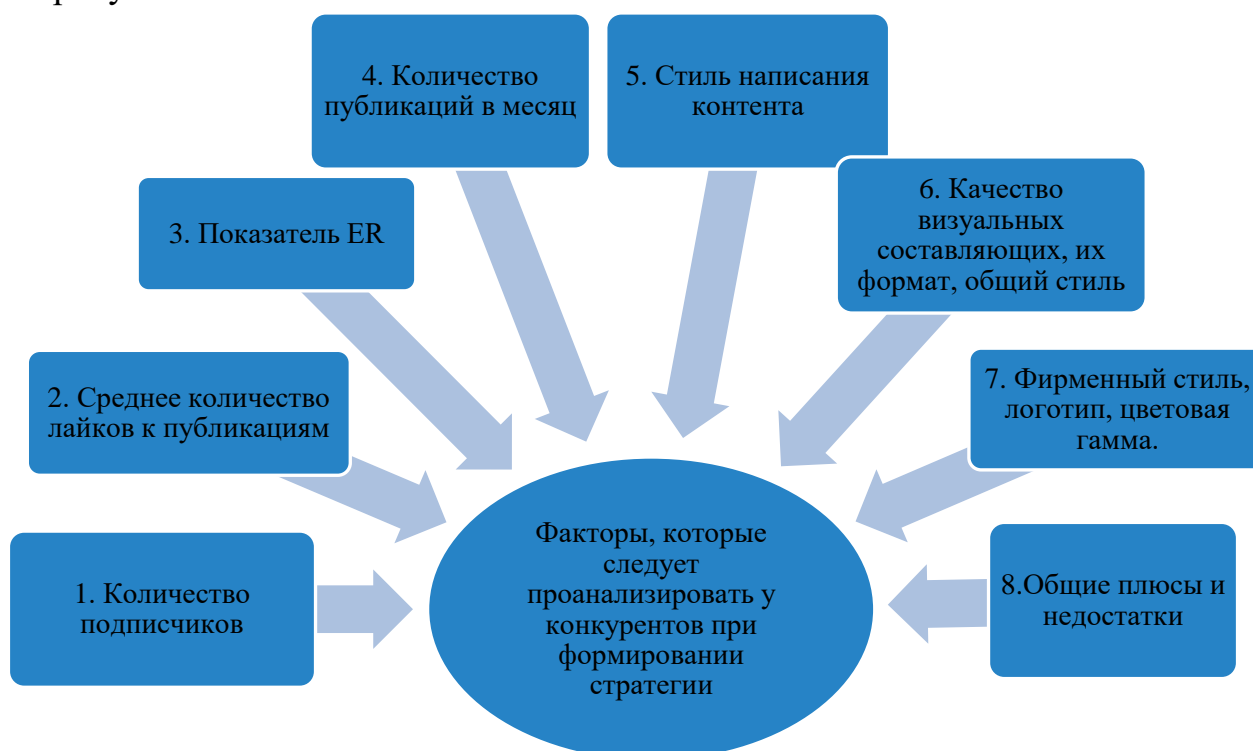 4. Количество
публикаций в месяц
5. Стиль написания
контента
3. Показатель ER
6. Качество
визуальных
составляющих, их
формат, общий стиль
2. Среднее количество
лайков к публикациям
7. Фирменный стиль,
логотип, цветовая
гамма.
1. Количество
подписчиков
Факторы, которые
следует
проанализировать у
конкурентов при
формировании
стратегии
8.Общие плюсы и
недостатки